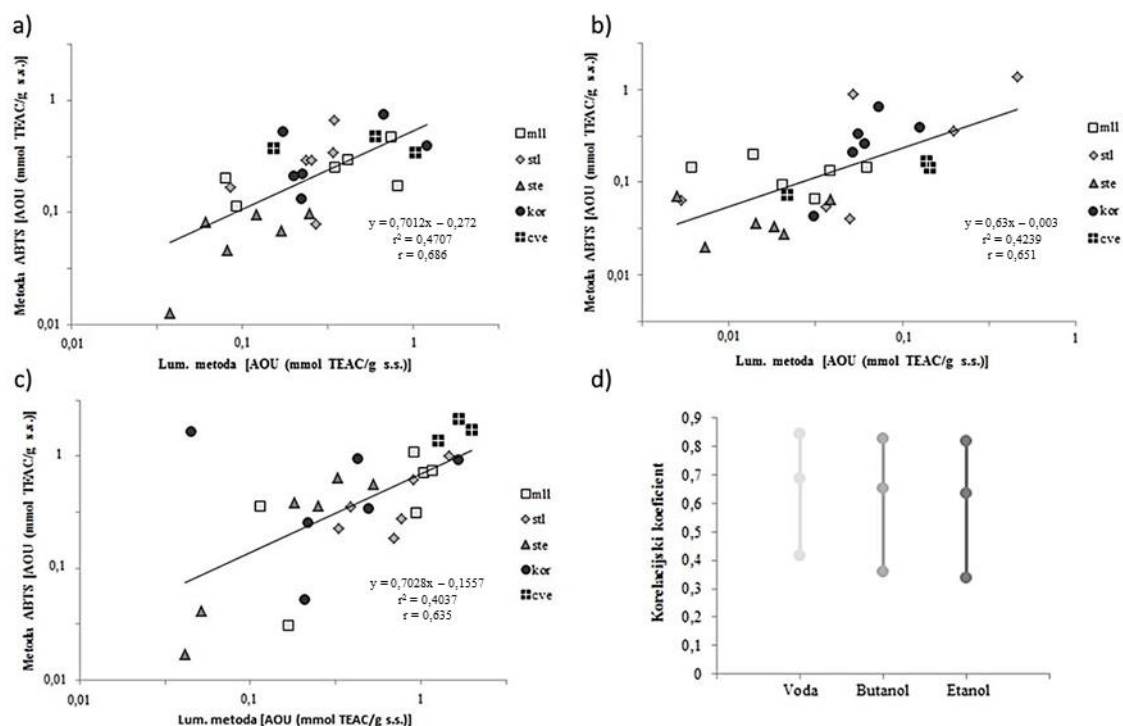 a)
Metoda ABTS [AOU (mmol TEAC/g s.s.)]
1
0,1
0,01
0,01
0,1
1
Lum. metoda [AOU (mmol TEAC/g s.s.)]
y = 0,7012x – 0,272
r² = 0,4707
r = 0,686
mll
stl
ste
kor
cve
b)
Metoda ABTS [AOU (mmol TEAC/g s.s.)]
1
0,1
0,01
0,01
0,1
1
Lum. metoda [AOU (mmol TEAC/g s.s.)]
y = 0,63x – 0,003
r² = 0,4239
r = 0,651
mll
stl
ste
kor
cve
c)
Metoda ABTS [AOU (mmol TEAC/g s.s.)]
1
0,1
0,01
0,01
0,1
1
Lum. metoda [AOU (mmol TEAC/g s.s.)]
y = 0,7028x – 0,1557
r² = 0,4037
r = 0,635
mll
stl
ste
kor
cve
d)
Korelacijski koeficient
0,9
0,8
0,7
0,6
0,5
0,4
0,3
0,2
0,1
0
Voda Butanol Etanol